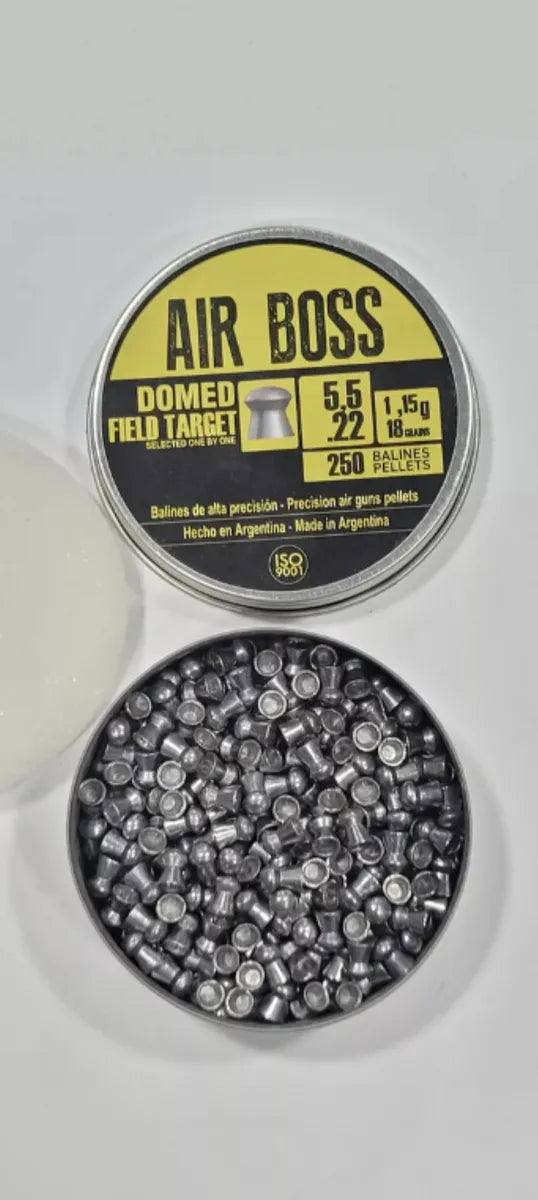 AIR BOSS
DOMED
FIELD TARGET
SELECTED ONE BY ONE
5,5
.22
1,15g
18 GRAINS
250 BALINES
PELLETS
Balines de alta precisión - Precision air guns pellets
Hecho en Argentina - Made in Argentina
ISO
9001